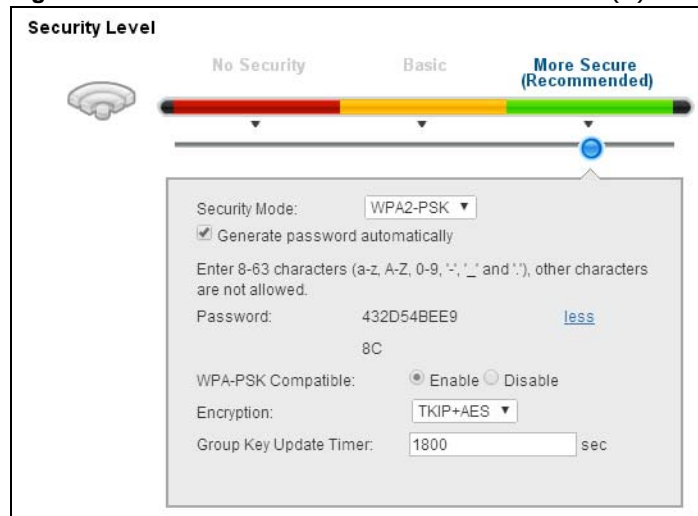 Security Level
No Security Basic More Secure
(Recommended)
Security Mode: WPA2-PSK
Generate password automatically
Enter 8-63 characters (a-z, A-Z, 0-9, '-', '_' and '.'), other characters
are not allowed.
Password: 432D54BEE9 less
8C
WPA-PSK Compatible: Enable Disable
Encryption: TKIP+AES
Group Key Update Timer: 1800 sec